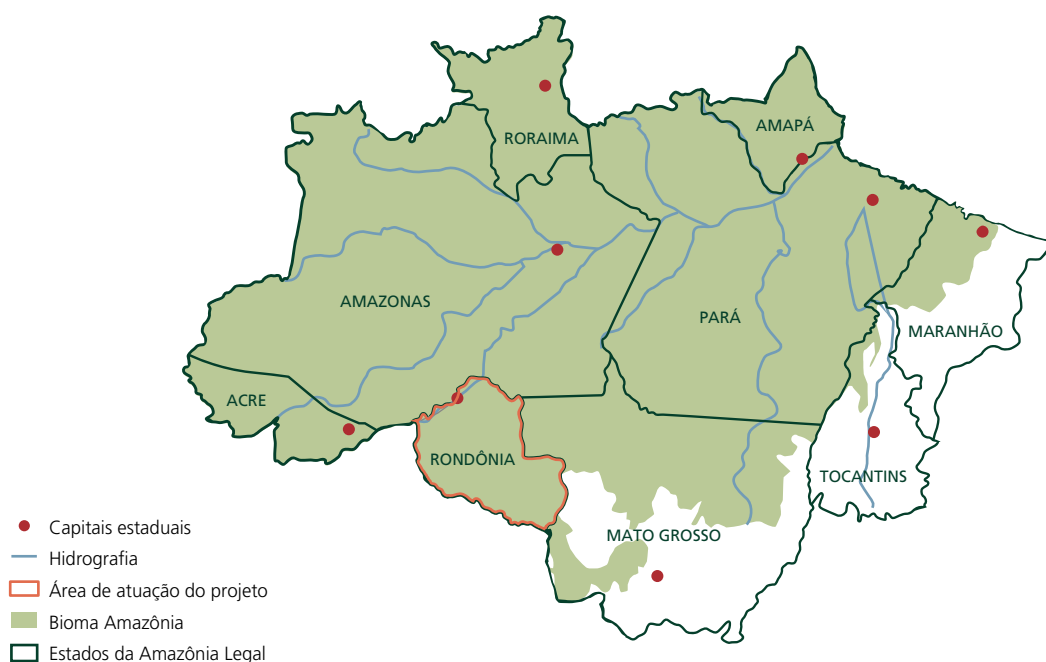 RORAIMA
AMAPÁ
AMAZONAS
PARÁ
MARANHÃO
ACRE
RONDÔNIA
TOCANTINS
MATO GROSSO
Capitais estaduais
Hidrografia
Área de atuação do projeto
Bioma Amazônia
Estados da Amazônia Legal